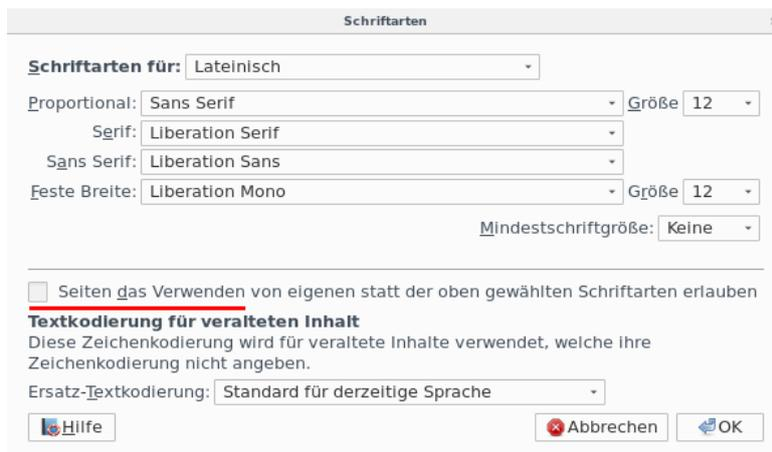 Schriftarten
Schriftarten für: Lateinisch
Proportional: Sans Serif Größe 12
Serif: Liberation Serif
Sans Serif: Liberation Sans
Feste Breite: Liberation Mono Größe 12
Mindestschriftgröße: Keine
Seiten das Verwenden von eigenen statt der oben gewählten Schriftarten erlauben
Textkodierung für veralteten Inhalt
Diese Zeichenkodierung wird für veraltete Inhalte verwendet, welche ihre
Zeichenkodierung nicht angeben.
Ersatz-Textkodierung: Standard für derzeitige Sprache
Hilfe Abbrechen OK